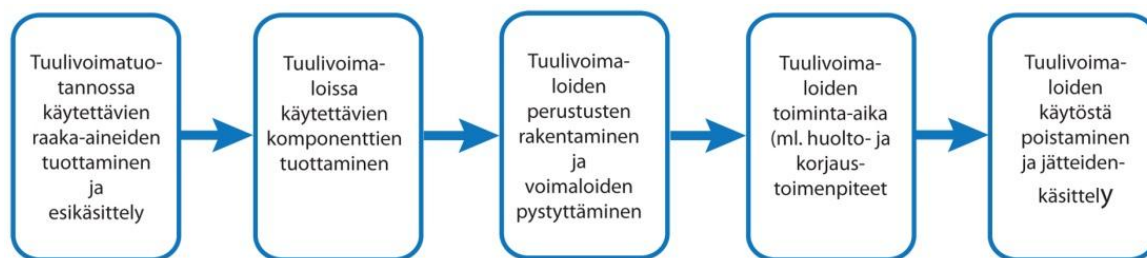 Tuulivoimatuo-
tannossa
käytettävien
raaka-aineiden
tuottaminen
ja
esikäsittely
Tuulivoima-
loissa
käytettävien
komponenttien
tuottaminen
Tuulivoima-
loiden
perustusten
rakentaminen
ja
voimaloiden
pystyttäminen
Tuulivoima-
loiden
toiminta-aika
(ml. huolto- ja
korjaus-
toimenpiteet
Tuulivoima-
loiden
käytöstä
poistaminen
ja jätteiden-
käsittely